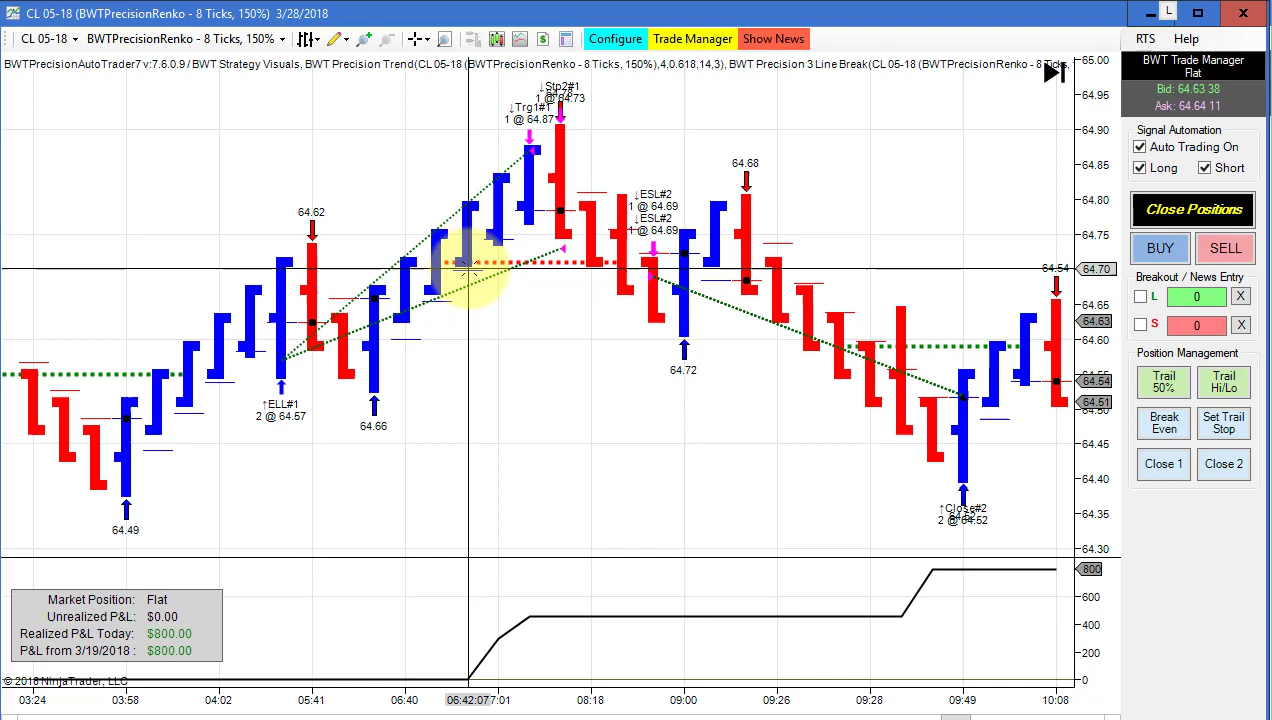 CL 05-18 (BWTPrecisionRenko - 8 Ticks, 150%)  3/28/2018
L
CL 05-18
BWTPrecisionRenko - 8 Ticks, 150%
Configure
Trade Manager
Show News
RTS
Help
BWTPrecisionAutoTrader7 v:7.6.0.9 / BWT Strategy Visuals, BWT Precision Trend(CL 05-18 (BWTPrecisionRenko - 8 Ticks, 150%),4,0.618,14,3), BWT Precision 3 Line Break(CL 05-18 (BWTPrecisionRenko - 8 Ticks,
BWT Trade Manager
Flat
Bid: 64.63 38
Ask: 64.64 11
Signal Automation
Auto Trading On
Long
Short
Close Positions
BUY
SELL
Breakout / News Entry
L
0
X
S
0
X
Position Management
Trail
50%
Trail
Hi/Lo
Break
Even
Set Trail
Stop
Close 1
Close 2
65.00
64.95
64.90
64.85
64.80
64.75
64.70
64.65
64.63
64.60
64.54
64.51
64.45
64.40
64.35
64.30
↓Stp2#1
1 @ 64.73
↓Trg1#1
1 @ 64.87
64.62
↑ELL#1
2 @ 64.57
64.66
64.49
↓ESL#2
1 @ 64.69
↓ESL#2
1 @ 64.69
64.68
64.72
64.54
↑Close#2
2 @ 64.52
800
600
400
200
0
Market Position: Flat
Unrealized P&L: $0.00
Realized P&L Today: $800.00
P&L from 3/19/2018 : $800.00
© 2018 NinjaTrader, LLC
03:24
03:58
04:02
05:41
06:40
06:42:07
7:01
08:18
09:00
09:26
09:28
09:49
10:08